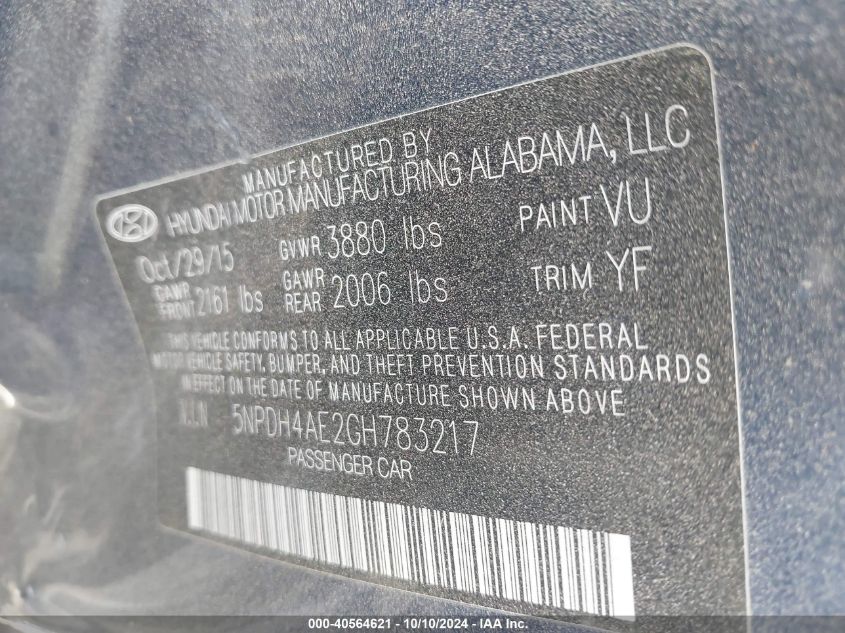 MANUFACTURED BY
HYUNDAI MOTOR MANUFACTURING ALABAMA, LLC
Oct/29/15 GVWR 3880 lbs PAINT VU
GAWR FRONT 2161 lbs GAWR REAR 2006 lbs TRIM YF
THIS VEHICLE CONFORMS TO ALL APPLICABLE U.S.A. FEDERAL
MOTOR VEHICLE SAFETY, BUMPER, AND THEFT PREVENTION STANDARDS
IN EFFECT ON THE DATE OF MANUFACTURE SHOWN ABOVE
V.I.N 5NPDH4AE2GH783217
PASSENGER CAR
000-40564621 - 10/10/2024 - IAA Inc.